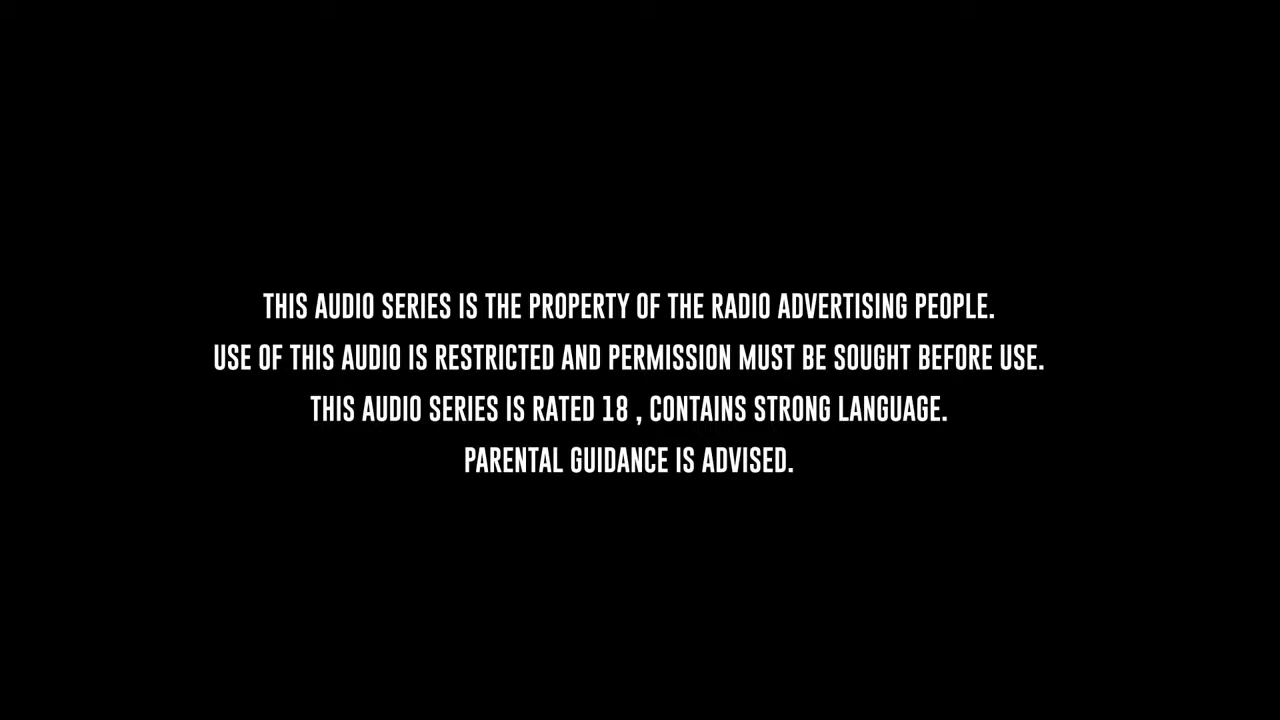 THIS AUDIO SERIES IS THE PROPERTY OF THE RADIO ADVERTISING PEOPLE.
USE OF THIS AUDIO IS RESTRICTED AND PERMISSION MUST BE SOUGHT BEFORE USE.
THIS AUDIO SERIES IS RATED 18 , CONTAINS STRONG LANGUAGE.
PARENTAL GUIDANCE IS ADVISED.